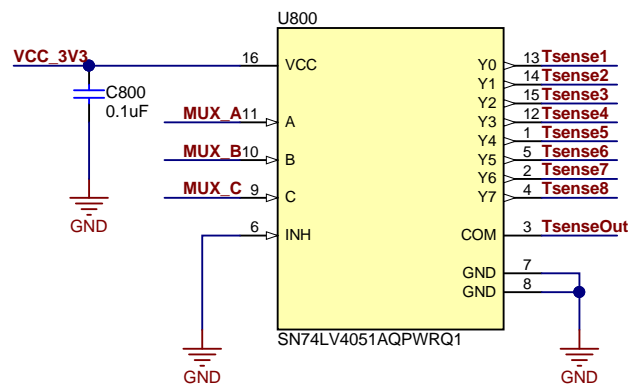 U800
VCC_3V3
16
VCC
Y0
13
Tsense1
Y1
14
Tsense2
C800
0.1uF
Y2
15
Tsense3
MUX_A
11
A
Y3
12
Tsense4
Y4
1
Tsense5
MUX_B
10
B
Y5
5
Tsense6
Y6
2
Tsense7
MUX_C
9
C
Y7
4
Tsense8
GND
6
INH
COM
3
TsenseOut
GND
7
GND
8
SN74LV4051AQPWRQ1
GND
GND